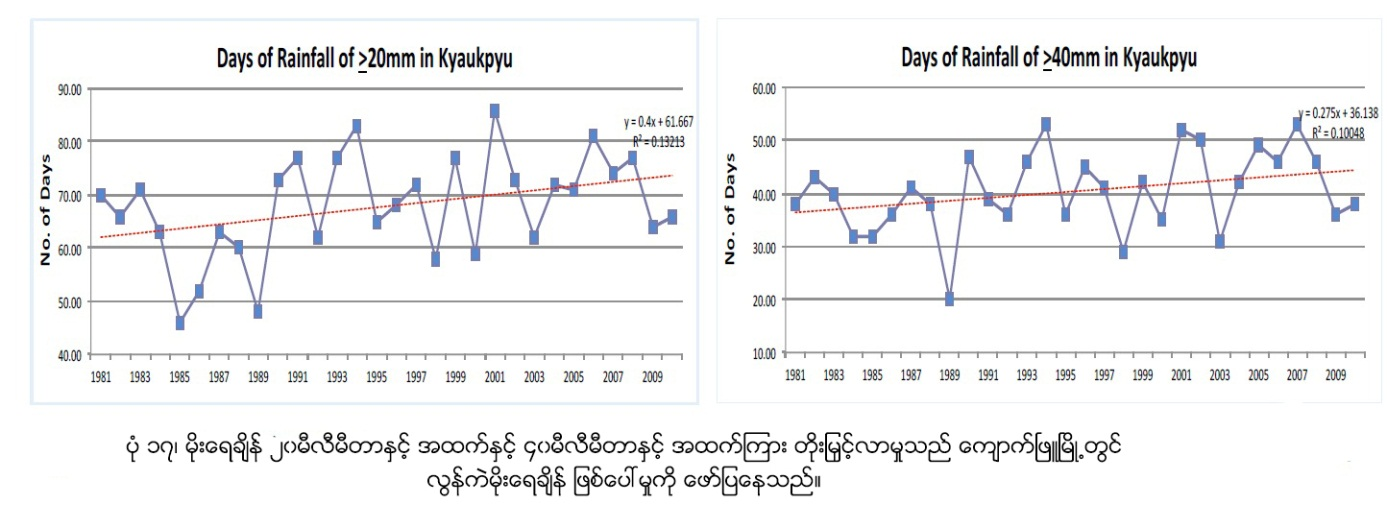 Days of Rainfall of ≥20mm in Kyaukpyu
90.00
80.00
70.00
60.00
50.00
40.00
No. of Days
y = 0.4x + 61.667
R² = 0.13213
1981 1983 1985 1987 1989 1991 1993 1995 1997 1999 2001 2003 2005 2007 2009
Days of Rainfall of ≥40mm in Kyaukpyu
60.00
50.00
40.00
30.00
20.00
10.00
No. of Days
y = 0.275x + 36.138
R² = 0.10048
1981 1983 1985 1987 1989 1991 1993 1995 1997 1999 2001 2003 2005 2007 2009
ပုံ ၁၇၊ မိုးရေချိန် ၂၀မီလီမီတာနှင့် အထက်နှင့် ၄၀မီလီမီတာနှင့် အထက်ကြား တိုးမြှင့်လာမှုသည် ကျောက်ဖြူမြို့တွင်
လွန်ကဲမိုးရေချိန် ဖြစ်ပေါ်မှုကို ဖော်ပြနေသည်။